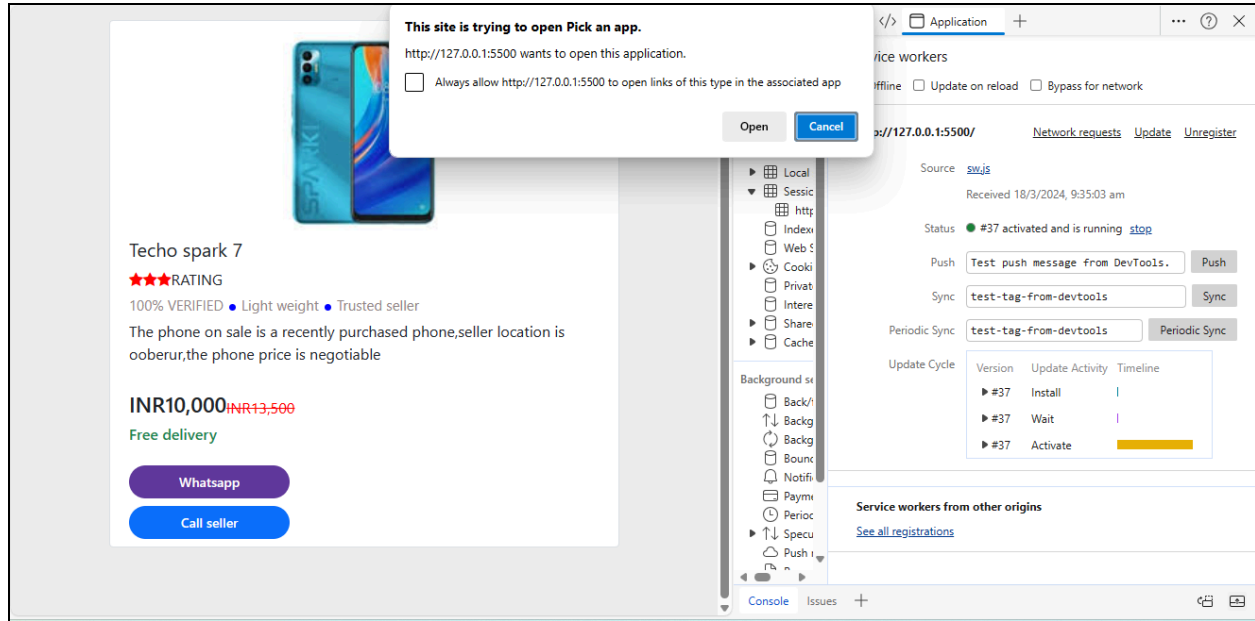 This site is trying to open Pick an app.
http://127.0.0.1:5500 wants to open this application.
Always allow http://127.0.0.1:5500 to open links of this type in the associated app
Open Cancel
SPARKI
Techo spark 7
RATING
100% VERIFIED Light weight Trusted seller
The phone on sale is a recently purchased phone,seller location is
ooberur,the phone price is negotiable
INR10,000INR13,500
Free delivery
Whatsapp
Call seller
Local
Sessic
http
Indexe
Web S
Cooki
Privat
Intere
Share
Cache
Background se
Back/
Backg
Backg
Bounc
Notifi
Payme
Perioc
Specu
Push
</> Application
vice workers
ffline Update on reload Bypass for network
p://127.0.0.1:5500/ Network requests Update Unregister
Source sw.js
Received 18/3/2024, 9:35:03 am
Status #37 activated and is running stop
Push Test push message from DevTools. Push
Sync test-tag-from-devtools Sync
Periodic Sync test-tag-from-devtools Periodic Sync
Update Cycle Version Update Activity Timeline
#37 Install
#37 Wait
#37 Activate
Service workers from other origins
See all registrations
Console Issues